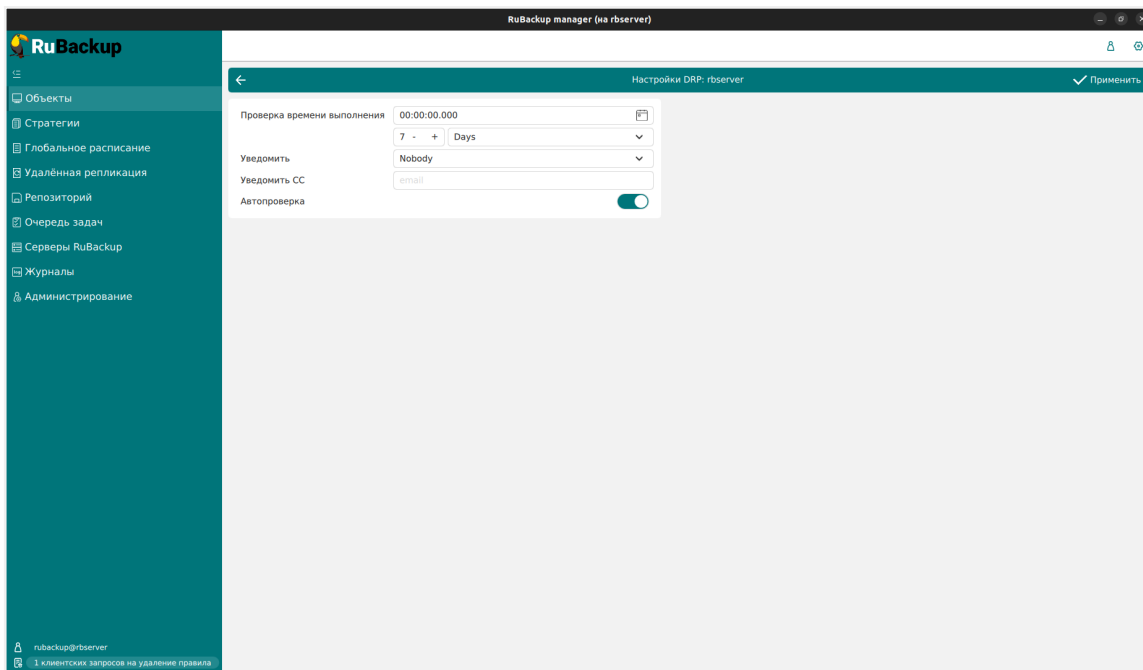 RuBackup manager (на rbserver)
RuBackup
Объекты
Стратегии
Глобальное расписание
Удалённая репликация
Репозиторий
Очередь задач
Серверы RuBackup
Журналы
Администрирование
rubackup@rbserver
1 клиентских запросов на удаление правила
Настройки DRP: rbserver
Применить
Проверка времени выполнения 00:00:00.000
7 - + Days
Уведомить Nobody
Уведомить CC email
Автопроверка